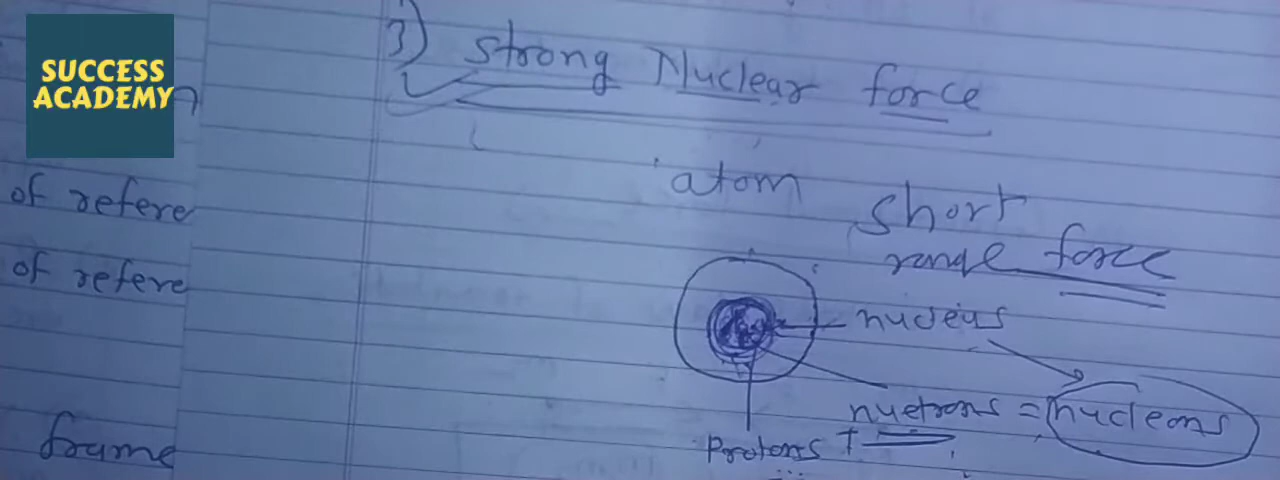 SUCCESS
ACADEMY
3) Strong Nuclear force
atom
short
range force
of refere
of refere
nucleus
nuetrons = nucleons
Protons +
frame